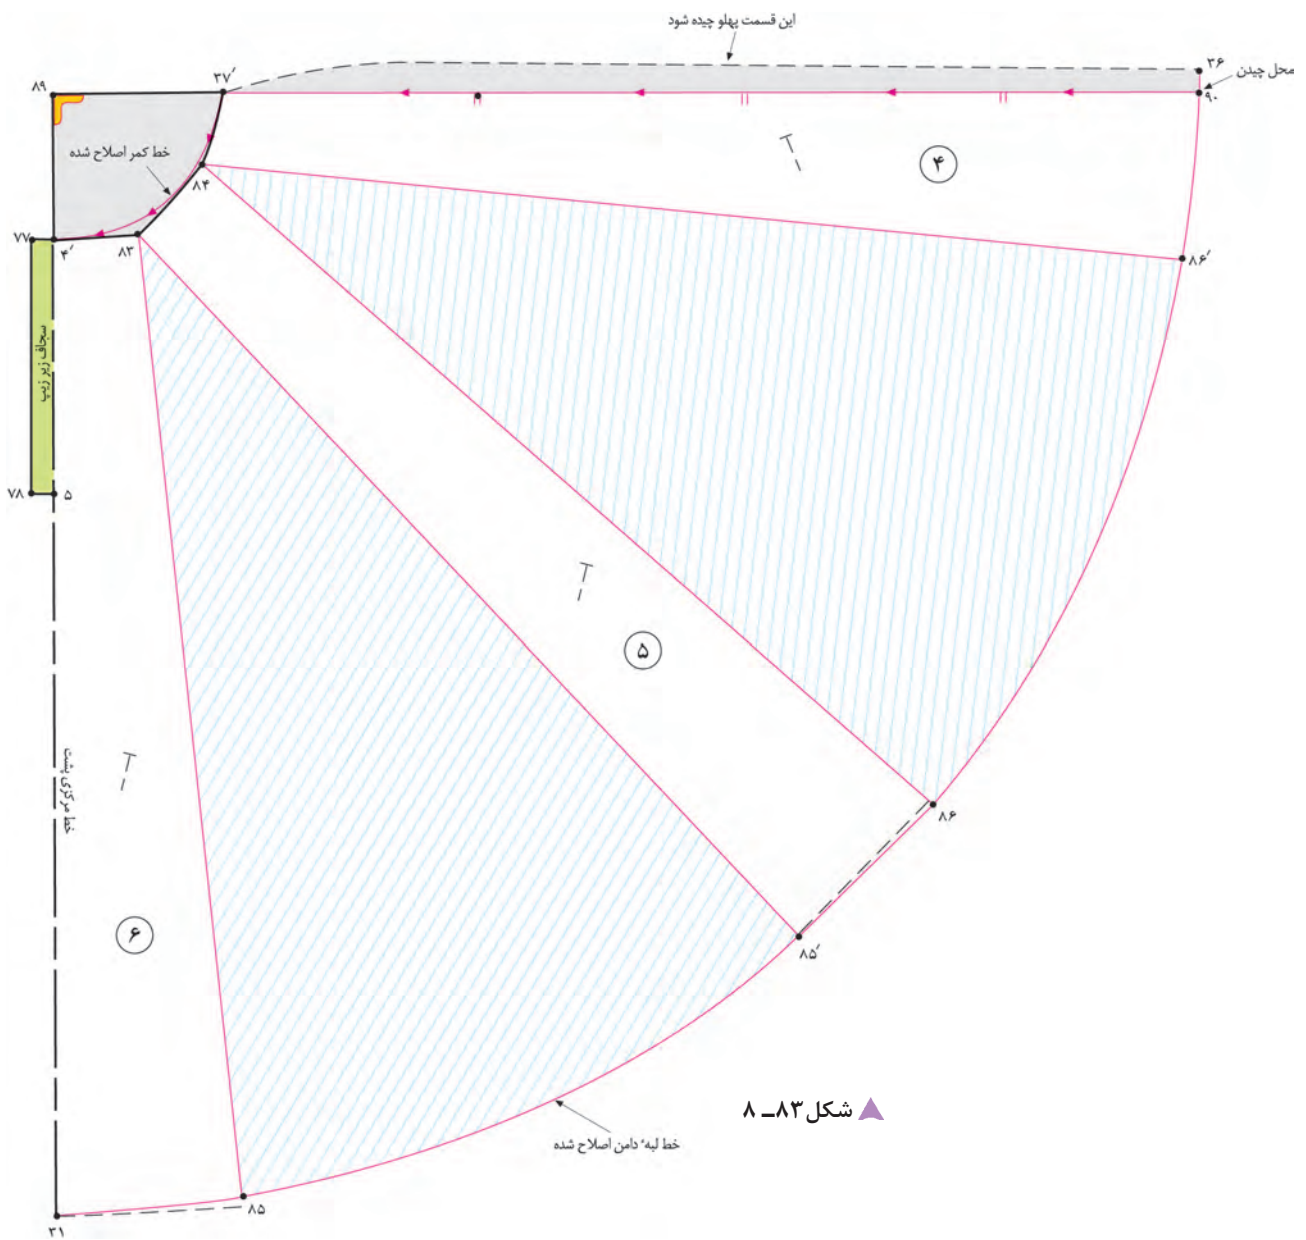 این قسمت پهلو چیده شود
۳۶
محل چیدن
۹۰
۸۹
۳۷′
خط کمر اصلاح شده
۸۴
۴
۷۷
۴′
۸۳
۸۶′
سجاف زیر زیپ
۷۸
۵
۵
خط مرکزی پشت
۸۶
۶
۸۵′
شکل ۸۳ــ ۸
خط لبهٔ دامن اصلاح شده
۸۵
۳۱